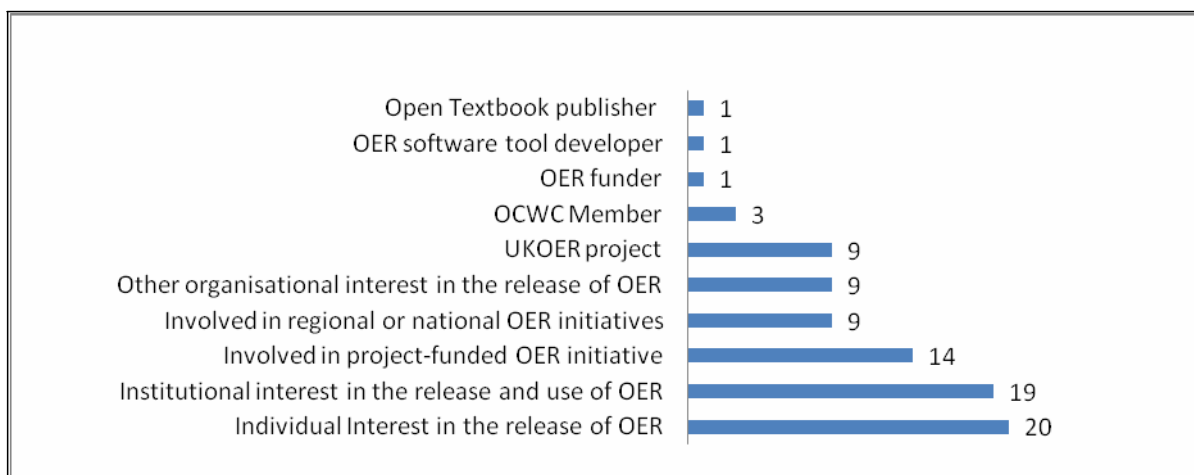 Open Textbook publisher 1
OER software tool developer 1
OER funder 1
OCWC Member 3
UKOER project 9
Other organisational interest in the release of OER 9
Involved in regional or national OER initiatives 9
Involved in project-funded OER initiative 14
Institutional interest in the release and use of OER 19
Individual Interest in the release of OER 20